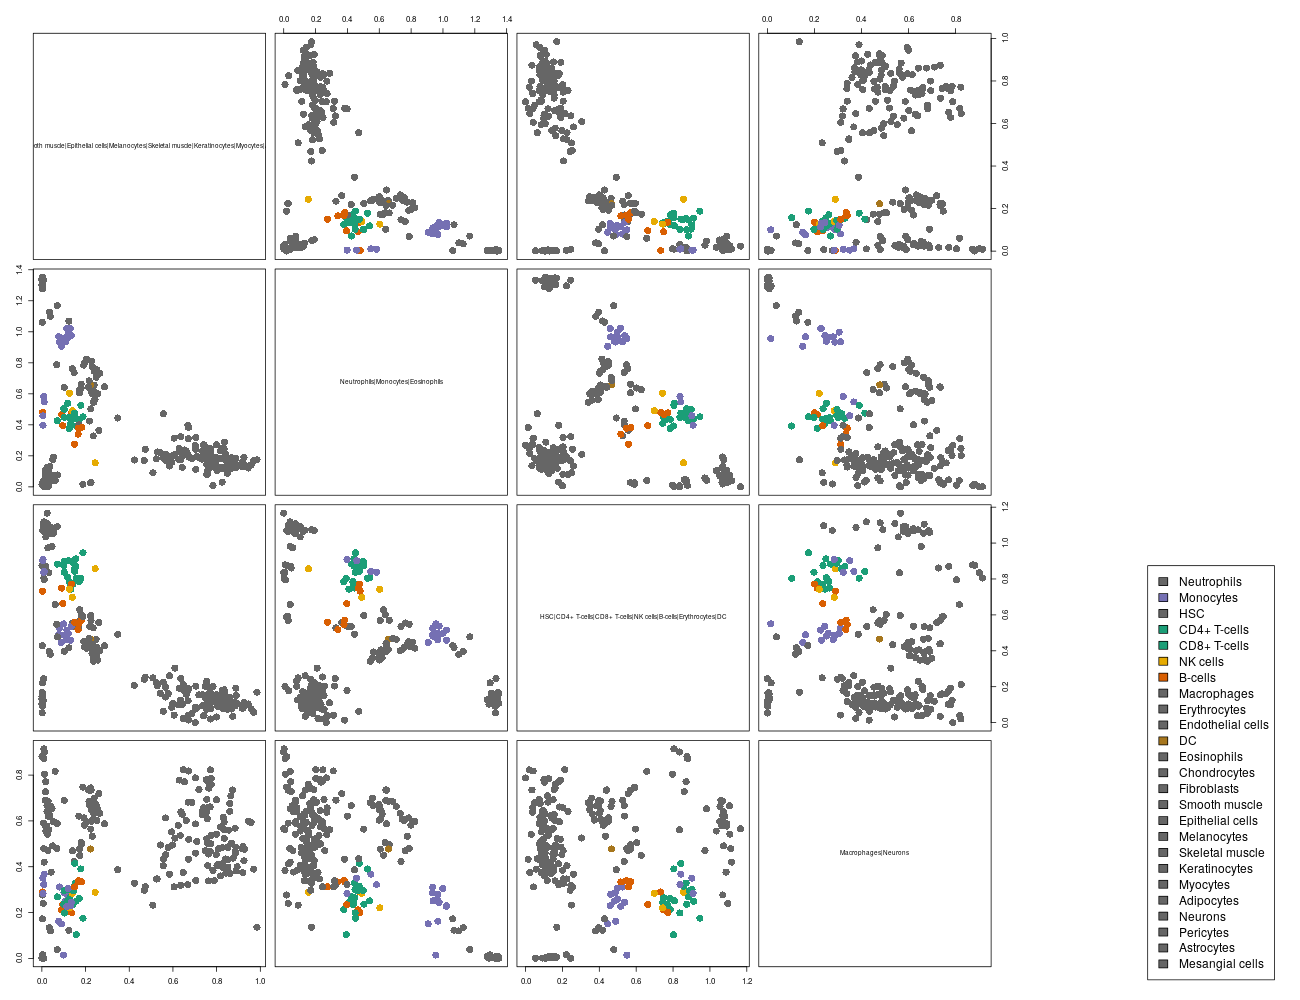 0.0 0.2 0.4 0.6 0.8 1.0 1.2 1.4
0.0 0.2 0.4 0.6 0.8
oth muscle|Epithelial cells|Melanocytes|Skeletal muscle|Keratinocytes|Myocytes|
0.0 0.2 0.4 0.6 0.8 1.0
0.0 0.2 0.4 0.6 0.8 1.0 1.2 1.4
Neutrophils|Monocytes|Eosinophils
HSC|CD4+ T-cells|CD8+ T-cells|NK cells|B-cells|Erythrocytes|DC
0.0 0.2 0.4 0.6 0.8 1.0 1.2
0.0 0.2 0.4 0.6 0.8
Macrophages|Neurons
0.0 0.2 0.4 0.6 0.8 1.0
0.0 0.2 0.4 0.6 0.8 1.0 1.2
Neutrophils
Monocytes
HSC
CD4+ T-cells
CD8+ T-cells
NK cells
B-cells
Macrophages
Erythrocytes
Endothelial cells
DC
Eosinophils
Chondrocytes
Fibroblasts
Smooth muscle
Epithelial cells
Melanocytes
Skeletal muscle
Keratinocytes
Myocytes
Adipocytes
Neurons
Pericytes
Astrocytes
Mesangial cells